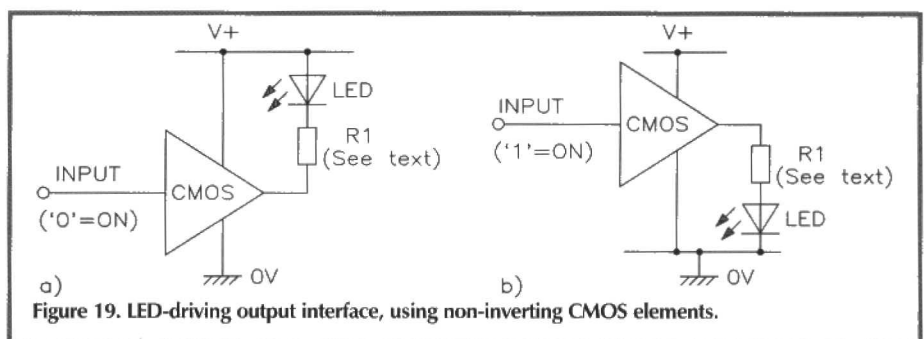 V+
LED
R1
(See text)
INPUT
CMOS
('0'=ON)
0V
a)
V+
INPUT
CMOS
('1'=ON)
R1
(See text)
LED
0V
b)
Figure 19. LED-driving output interface, using non-inverting CMOS elements.